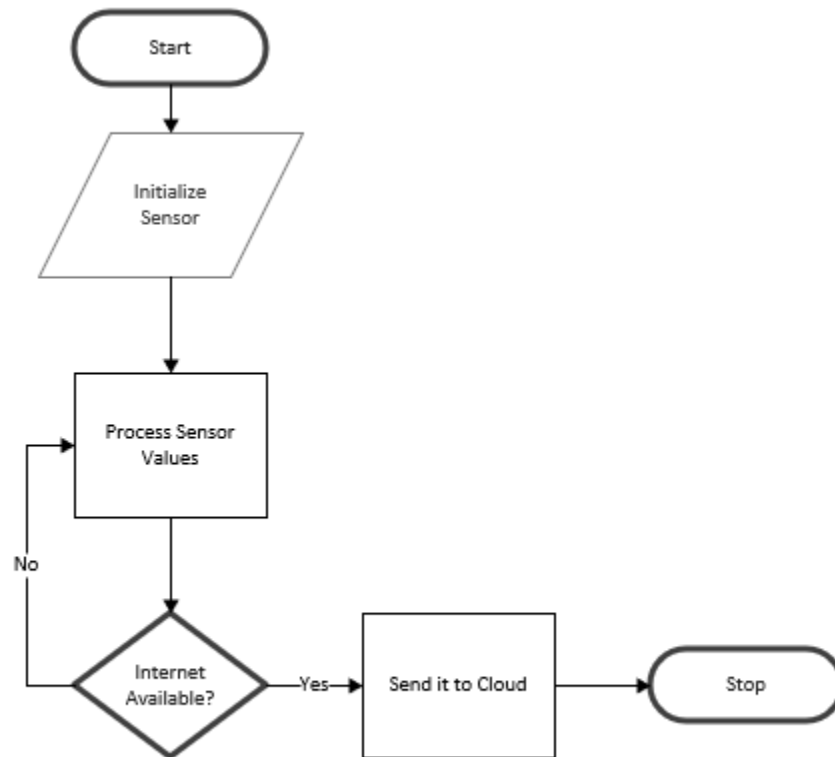 Start
Initialize
Sensor
Process Sensor
Values
No
Internet
Available?
Yes
Send it to Cloud
Stop